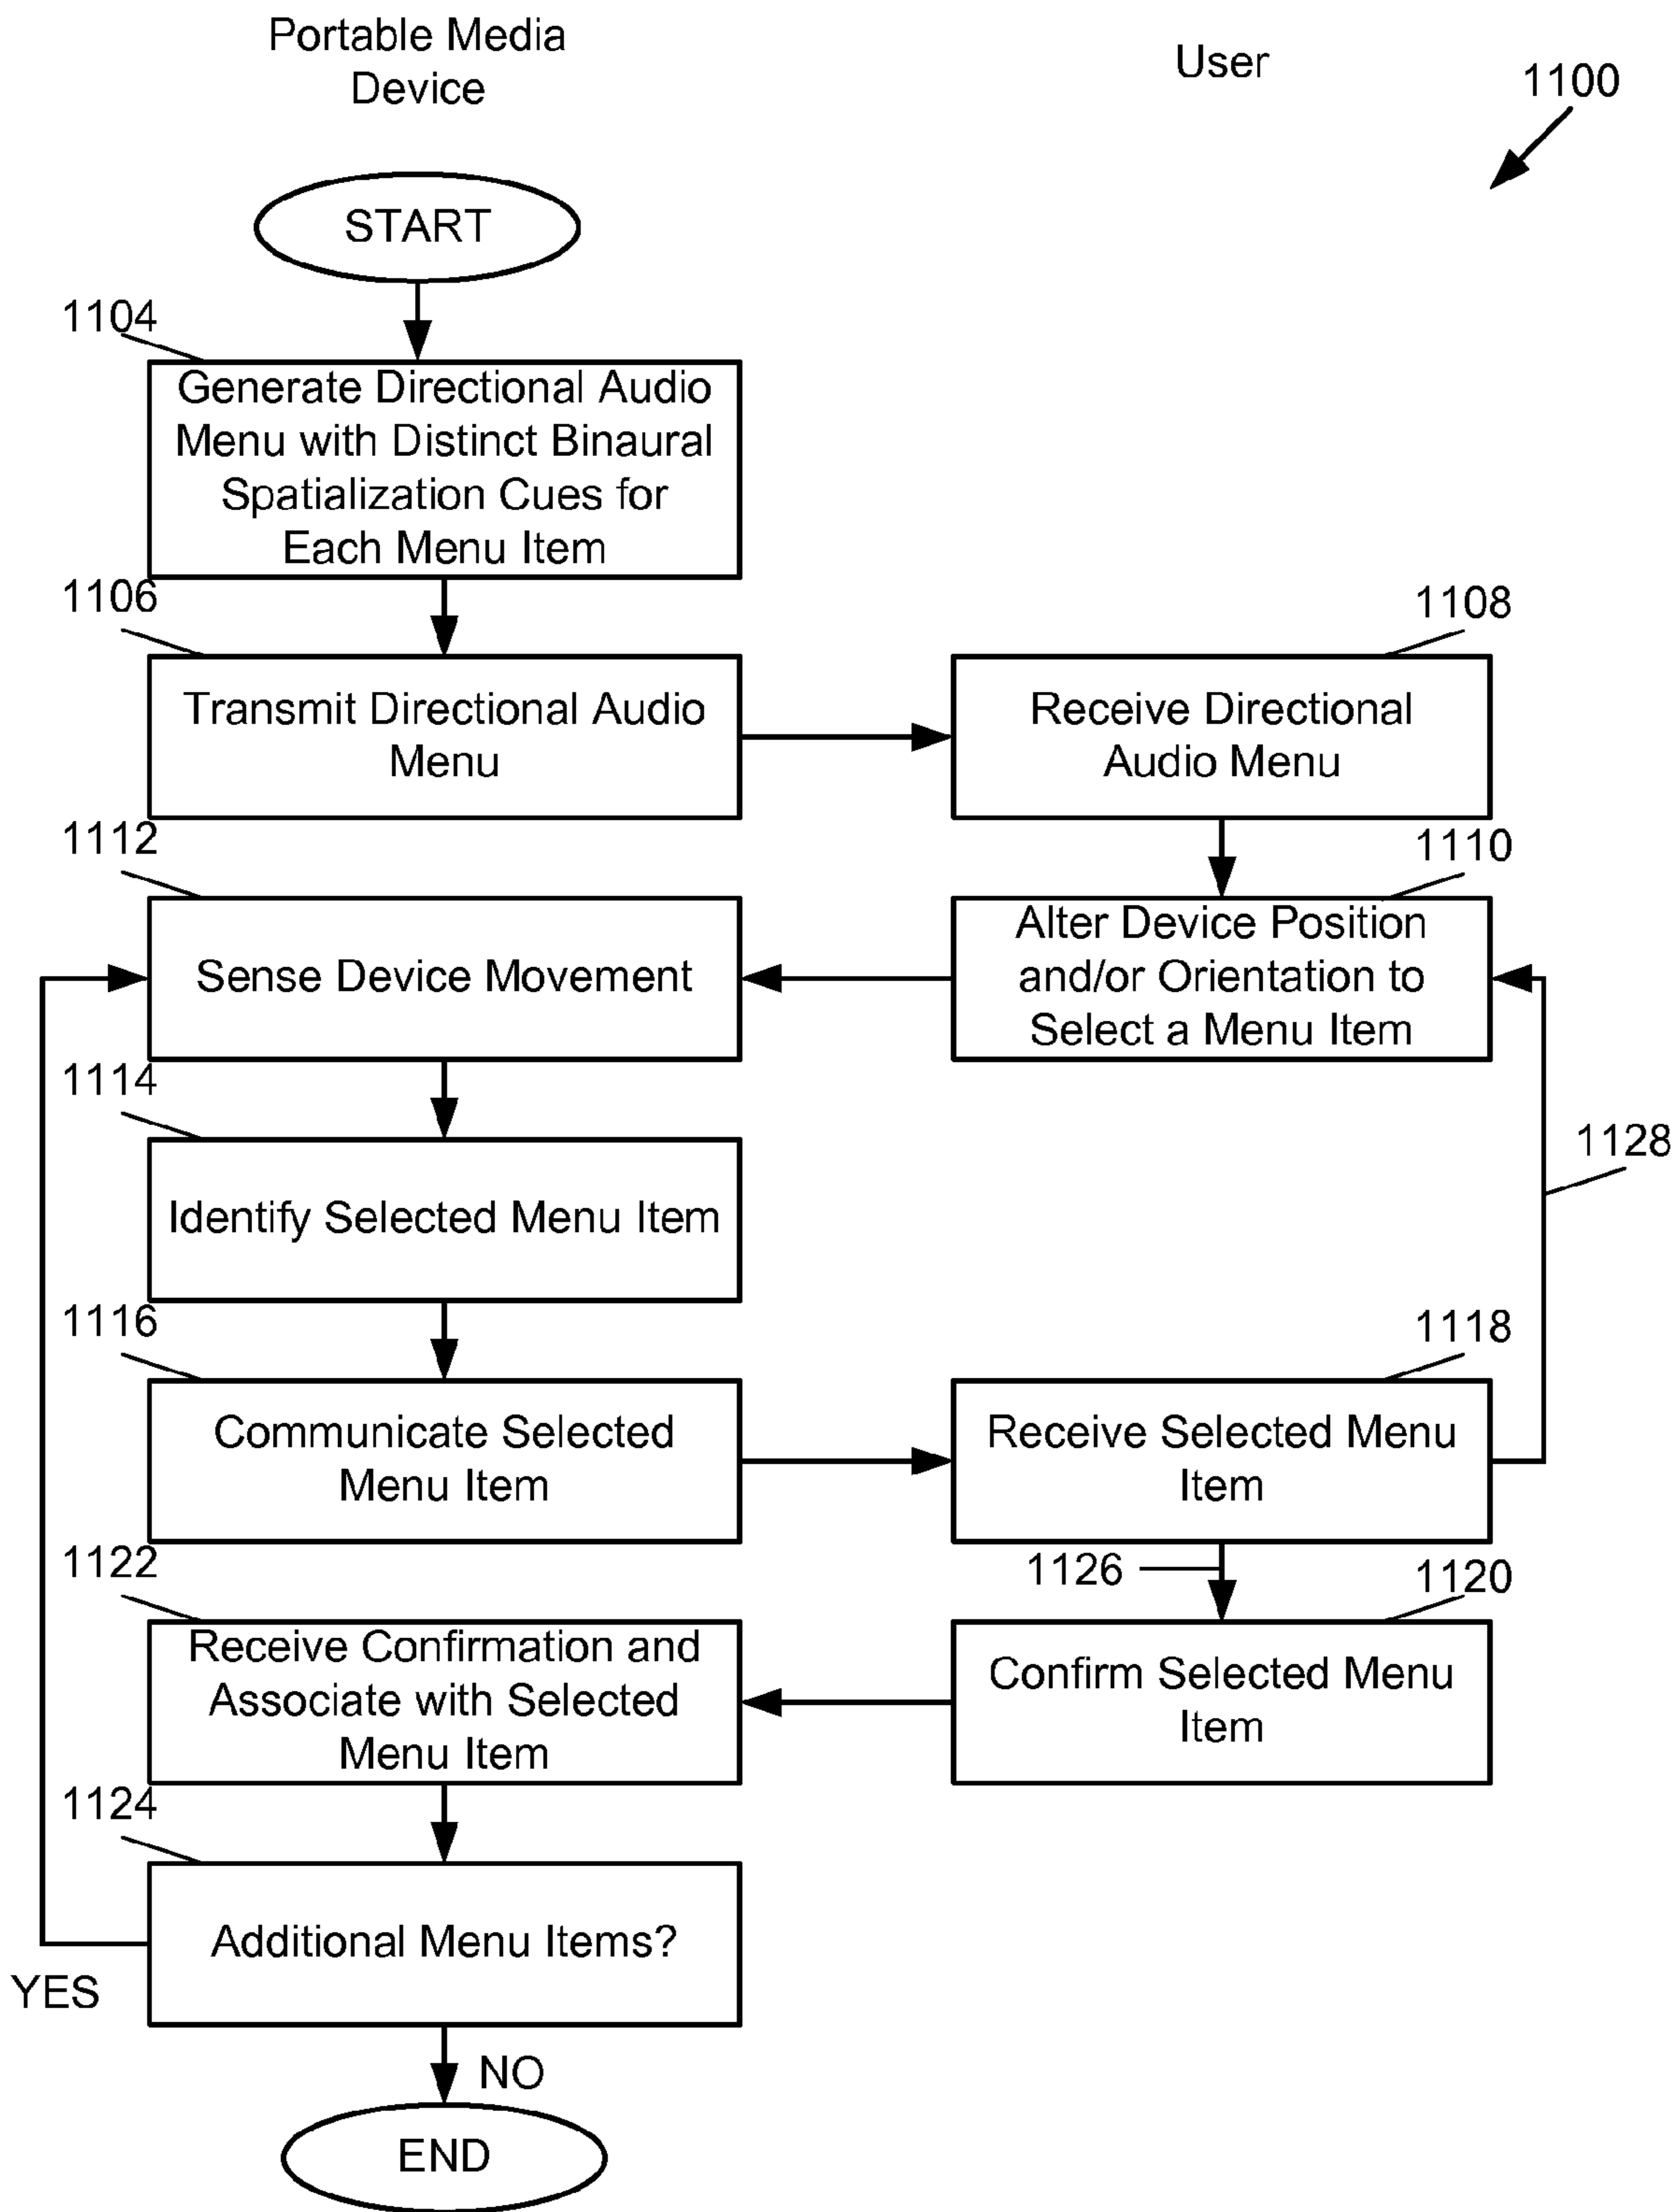 Portable Media
Device
User
1100
START
1104
Generate Directional Audio
Menu with Distinct Binaural
Spatialization Cues for
Each Menu Item
1106
1108
Transmit Directional Audio
Menu
Receive Directional
Audio Menu
1112
1110
Sense Device Movement
Alter Device Position
and/or Orientation to
Select a Menu Item
1114
1128
Identify Selected Menu Item
1116
1118
Communicate Selected
Menu Item
Receive Selected Menu
Item
1122
1126
1120
Receive Confirmation and
Associate with Selected
Menu Item
Confirm Selected Menu
Item
1124
Additional Menu Items?
YES
NO
END